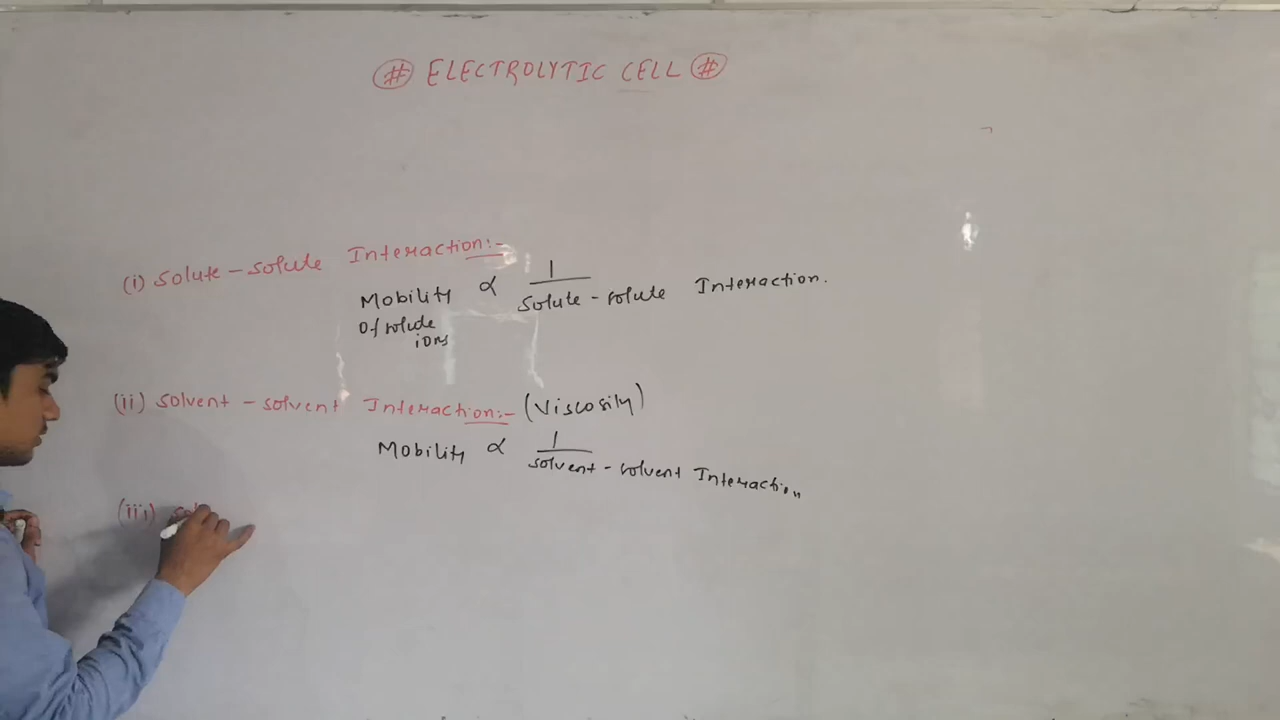 # ELECTROLYTIC CELL #
(i) Solute - solute Interaction:-
Mobility ∝ 1 / Solute - solute Interaction.
Of solute
ions
(ii) Solvent - solvent Interaction:- (Viscosity)
Mobility ∝ 1 / Solvent - solvent Interaction
(iii)